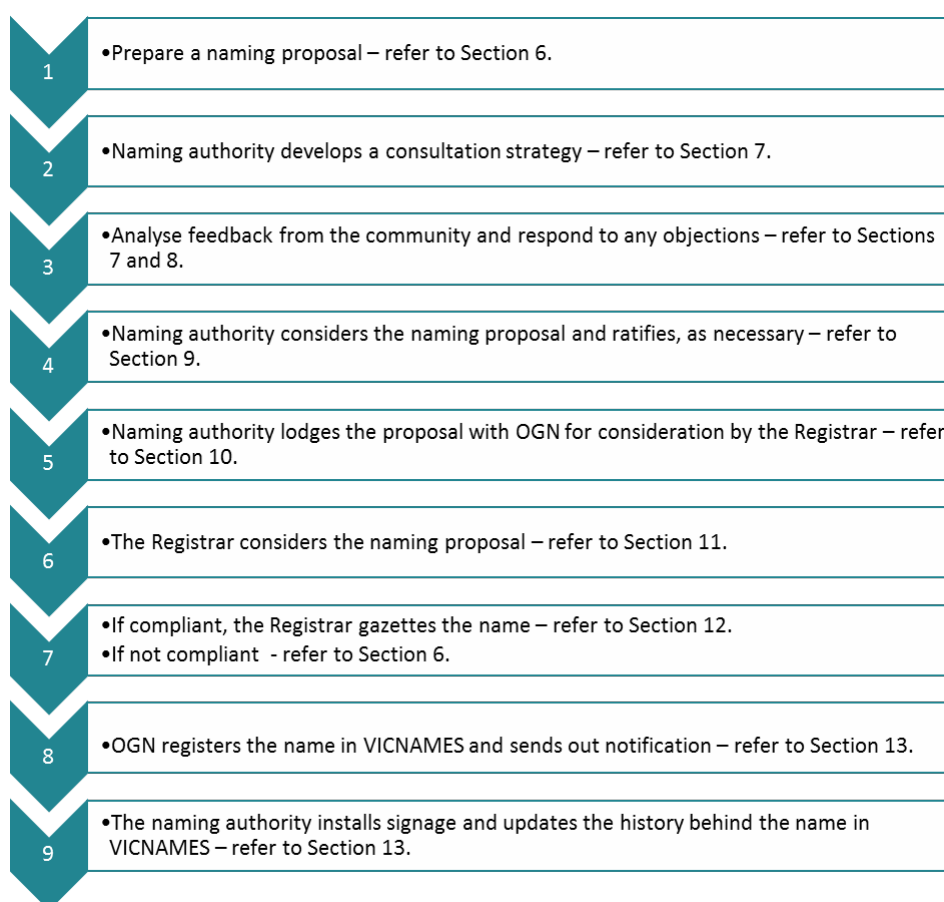 1
•Prepare a naming proposal – refer to Section 6.
2
•Naming authority develops a consultation strategy – refer to Section 7.
3
•Analyse feedback from the community and respond to any objections – refer to Sections
7 and 8.
4
•Naming authority considers the naming proposal and ratifies, as necessary – refer to
Section 9.
5
•Naming authority lodges the proposal with OGN for consideration by the Registrar – refer
to Section 10.
6
•The Registrar considers the naming proposal – refer to Section 11.
7
•If compliant, the Registrar gazettes the name – refer to Section 12.
•If not compliant - refer to Section 6.
8
•OGN registers the name in VICNAMES and sends out notification – refer to Section 13.
9
•The naming authority installs signage and updates the history behind the name in
VICNAMES – refer to Section 13.